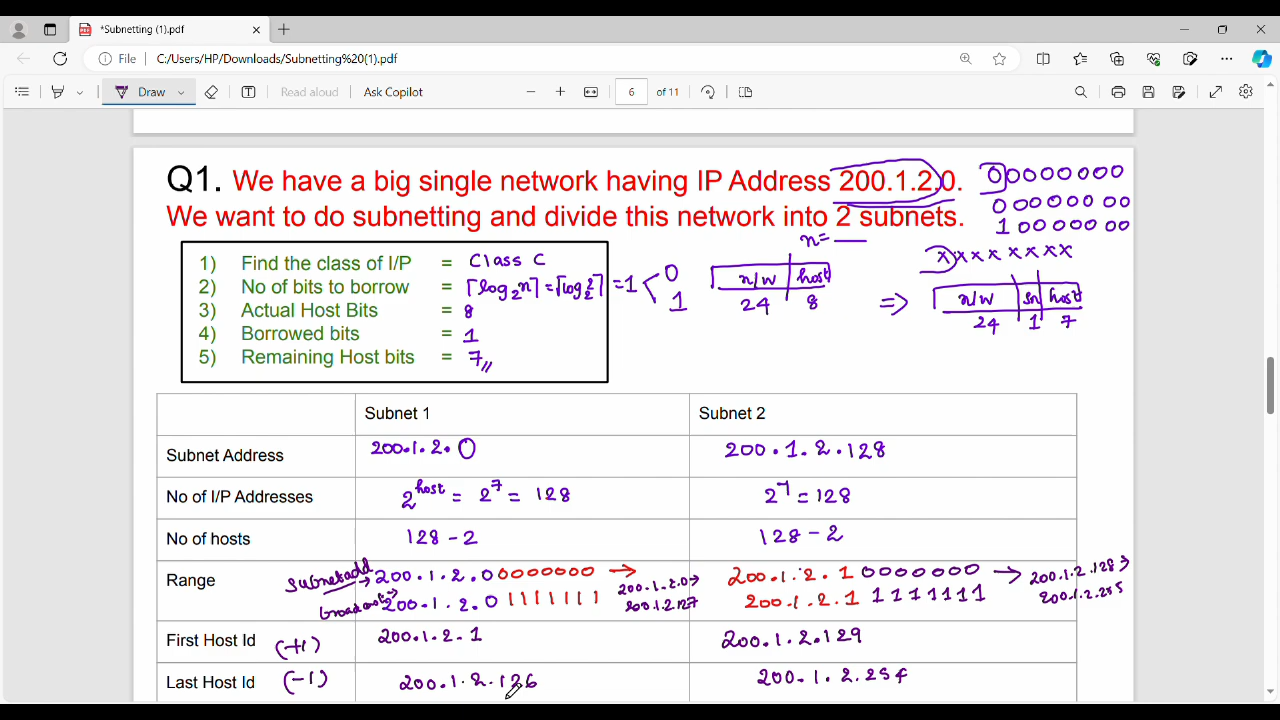 *Subnetting (1).pdf
File C:/Users/HP/Downloads/Subnetting%20(1).pdf
Draw Read aloud Ask Copilot 6 of 11
Q1. We have a big single network having IP Address 200.1.2.0.
We want to do subnetting and divide this network into 2 subnets.
00000000
00000000
10000000
n=
xxxxxxxx
1) Find the class of I/P = Class C
2) No of bits to borrow = ⌈log₂n⌉=⌈log₂2⌉ =1 < 0 1
3) Actual Host Bits = 8
4) Borrowed bits = 1
5) Remaining Host bits = 7
n/w host
24 8
=> n/w sn host
24 1 7
Subnet 1 Subnet 2
Subnet Address 200.1.2.0 200.1.2.128
No of I/P Addresses 2^host = 2^7 = 128 2^7 = 128
No of hosts 128-2 128-2
Range subnet add → 200.1.2.00000000 → 200.1.2.0 200.1.2.10000000 → 200.1.2.128
broadcast → 200.1.2.01111111 200.1.2.127 200.1.2.11111111 200.1.2.255
First Host Id (+1) 200.1.2.1 200.1.2.129
Last Host Id (-1) 200.1.2.126 200.1.2.254